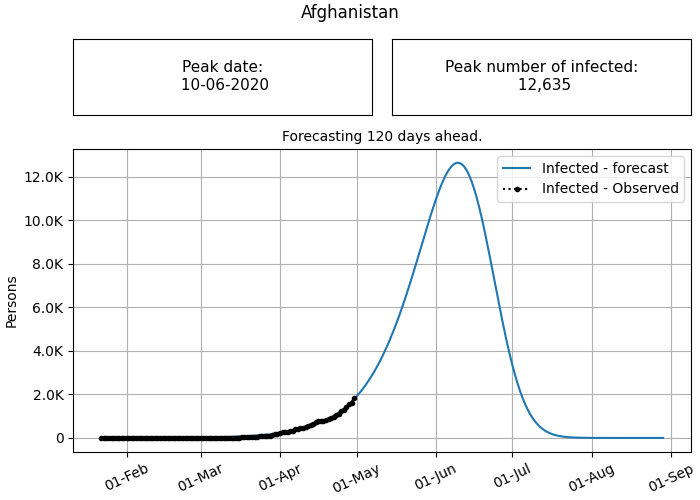 Afghanistan
Peak date:
10-06-2020
Peak number of infected:
12,635
Forecasting 120 days ahead.
Infected - forecast
Infected - Observed
12.0K
10.0K
8.0K
6.0K
4.0K
2.0K
0
Persons
01-Feb
01-Mar
01-Apr
01-May
01-Jun
01-Jul
01-Aug
01-Sep